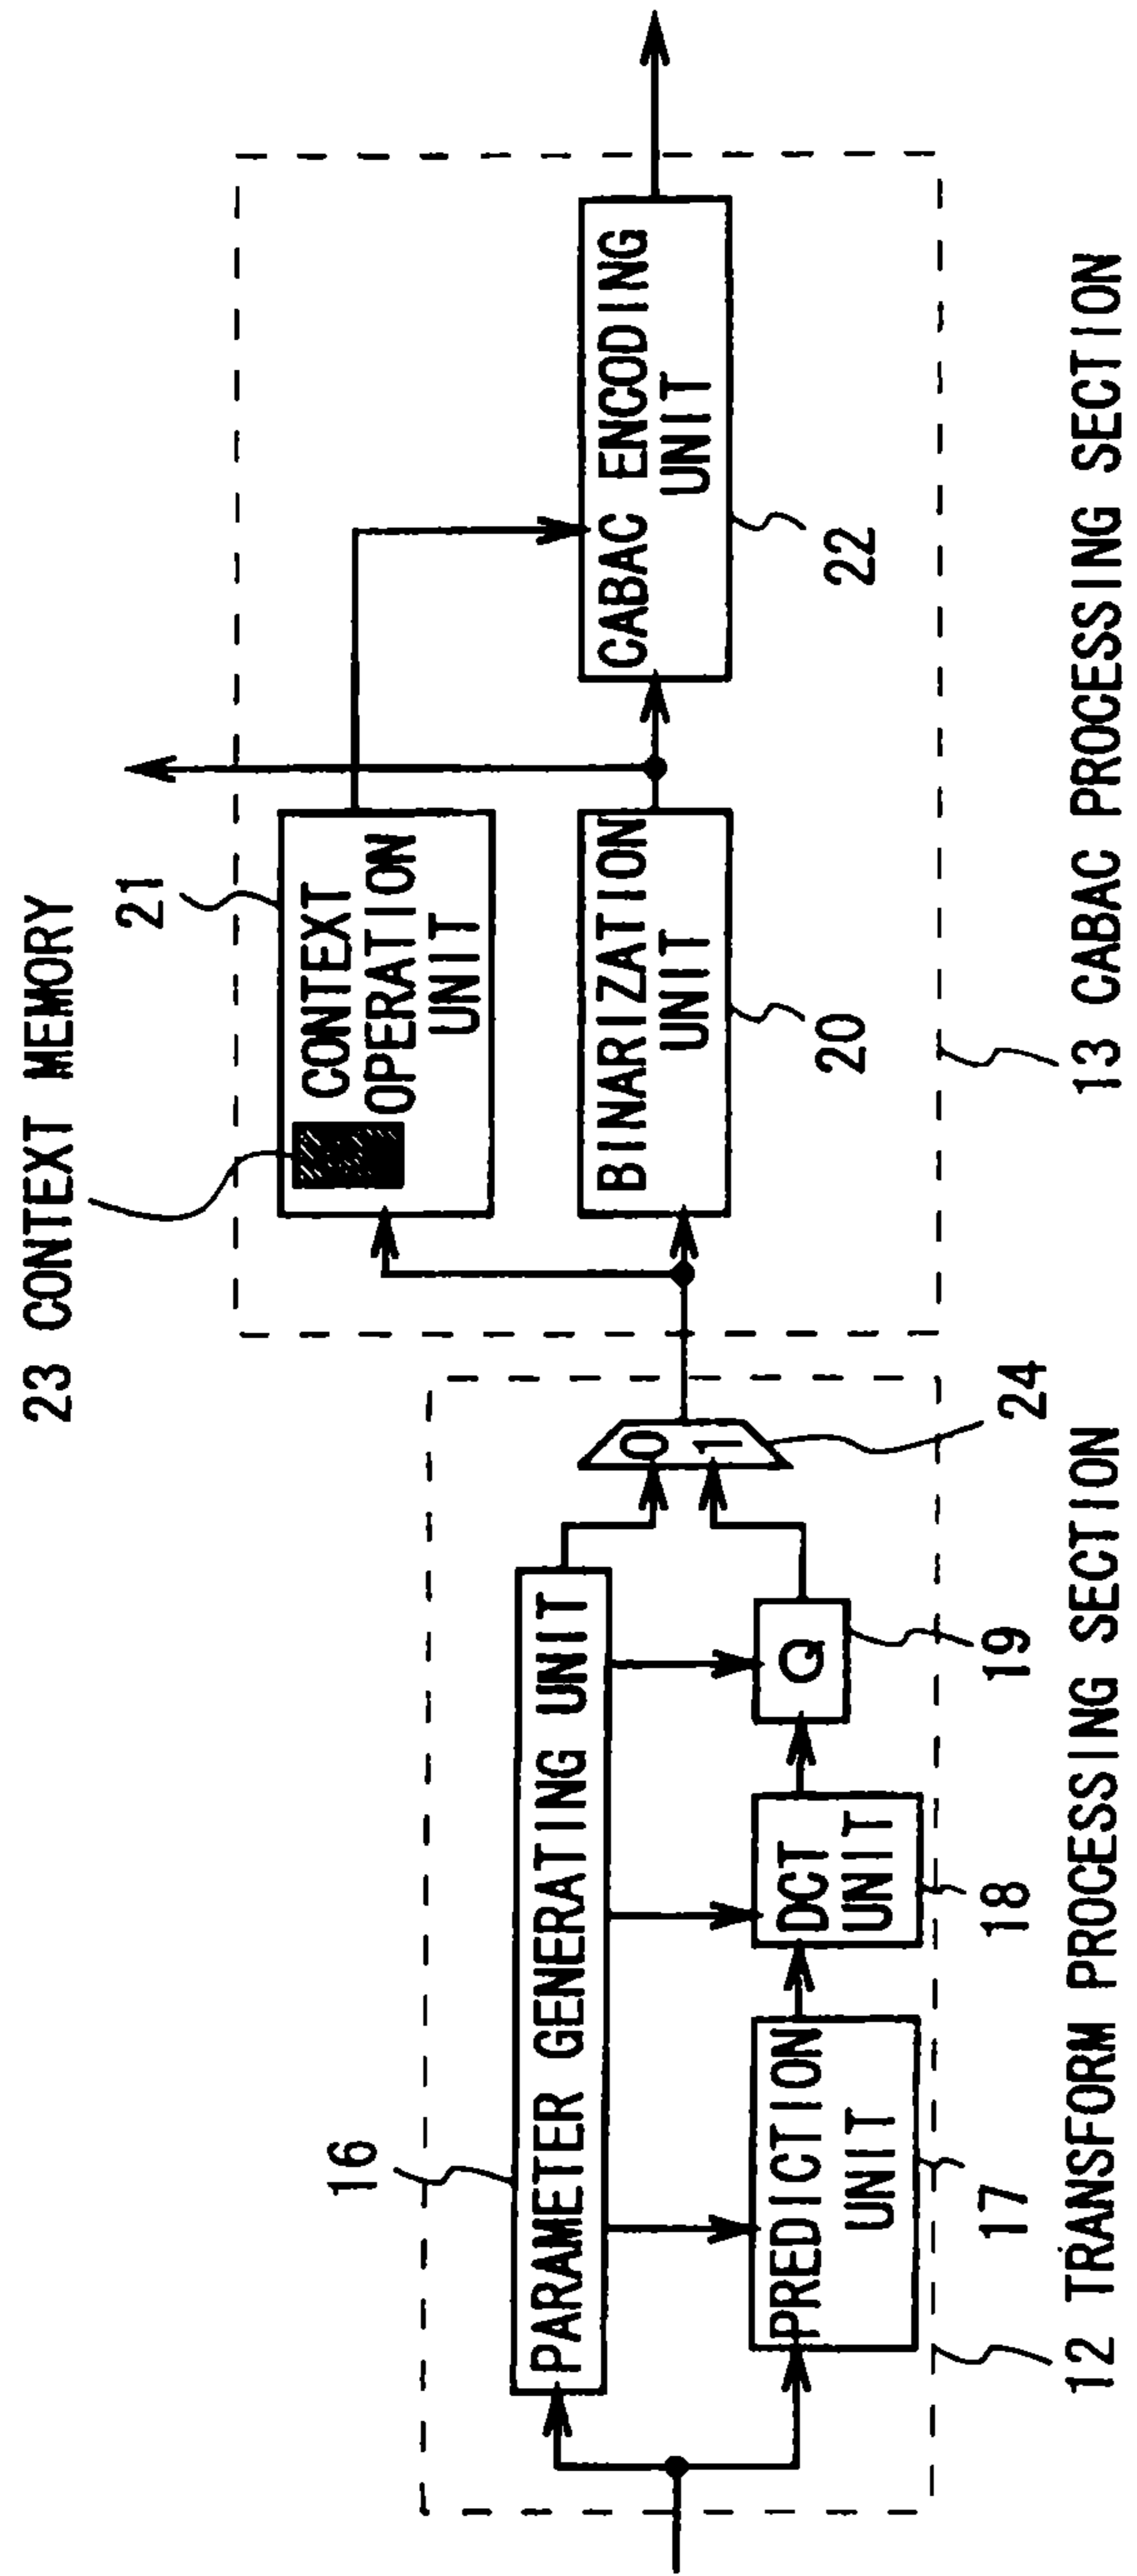 23 CONTEXT MEMORY
21
CONTEXT
OPERATION
UNIT
16
PARAMETER GENERATING UNIT
0
1
BINARIZATION
UNIT
CABAC ENCODING
UNIT
20
22
PREDICTION
UNIT
DCT
UNIT
Q
17
18
19
24
12 TRANSFORM PROCESSING SECTION
13 CABAC PROCESSING SECTION